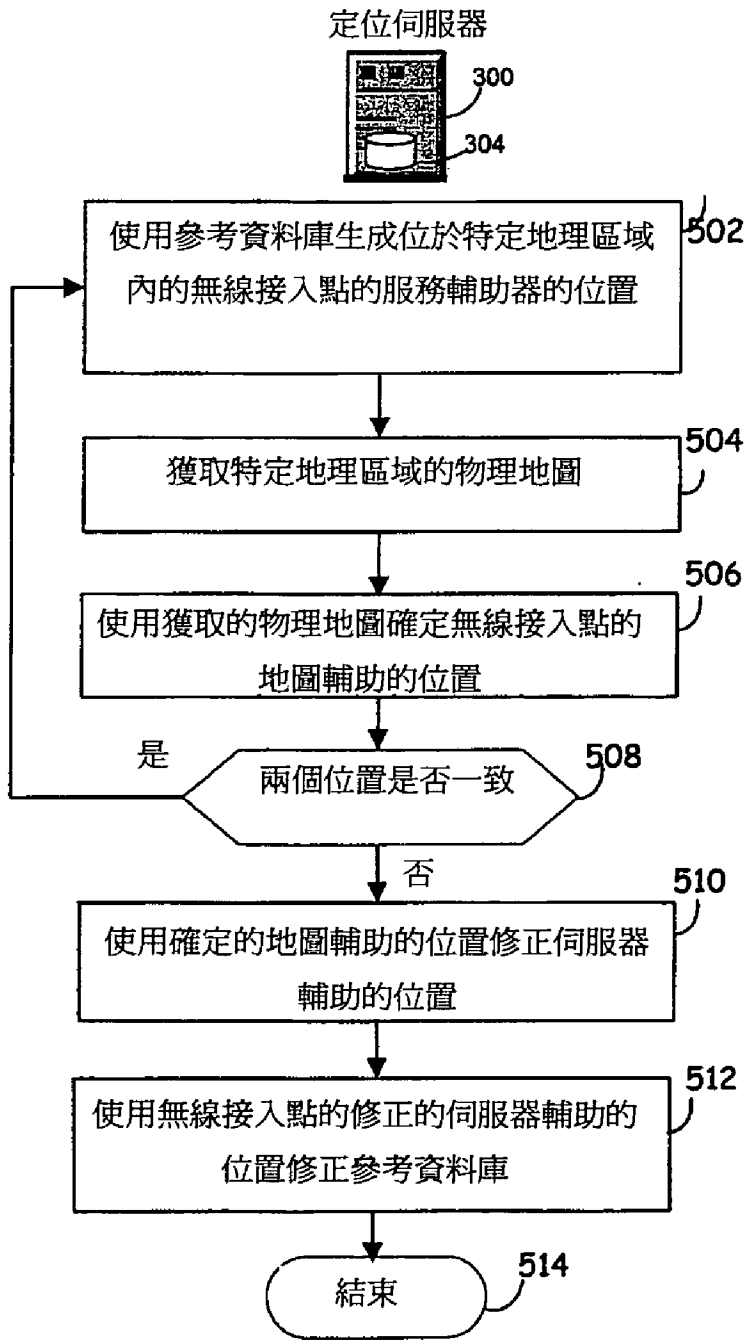 定位伺服器
300
304
502
使用參考資料庫生成位於特定地理區域
內的無線接入點的服務輔助器的位置
504
獲取特定地理區域的物理地圖
506
使用獲取的物理地圖確定無線接入點的
地圖輔助的位置
是
508
兩個位置是否一致
否
510
使用確定的地圖輔助的位置修正伺服器
輔助的位置
512
使用無線接入點的修正的伺服器輔助的
位置修正參考資料庫
514
結束